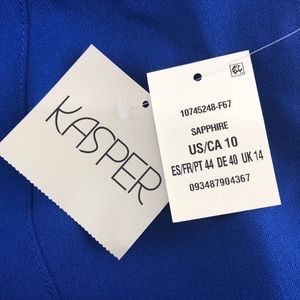 KASPER
10745248-F67
SAPPHIRE
US/CA 10
ES/FR/PT 44 DE 40 UK 14
093487904367